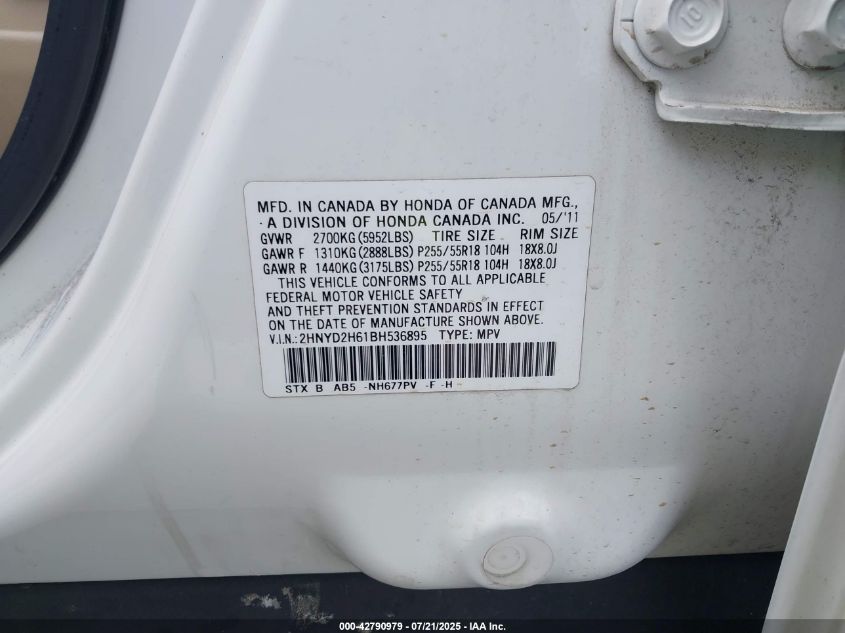 10
MFD. IN CANADA BY HONDA OF CANADA MFG.,
A DIVISION OF HONDA CANADA INC. 05/'11
GVWR 2700KG(5952LBS) TIRE SIZE RIM SIZE
GAWR F 1310KG(2888LBS) P255/55R18 104H 18X8.0J
GAWR R 1440KG(3175LBS) P255/55R18 104H 18X8.0J
THIS VEHICLE CONFORMS TO ALL APPLICABLE
FEDERAL MOTOR VEHICLE SAFETY
AND THEFT PREVENTION STANDARDS IN EFFECT
ON THE DATE OF MANUFACTURE SHOWN ABOVE.
V.I.N.:2HNYD2H61BH536895 TYPE: MPV
STX B AB5 -NH677PV -F -H
000-42790979 | 07/21/2025 - IAA Inc.